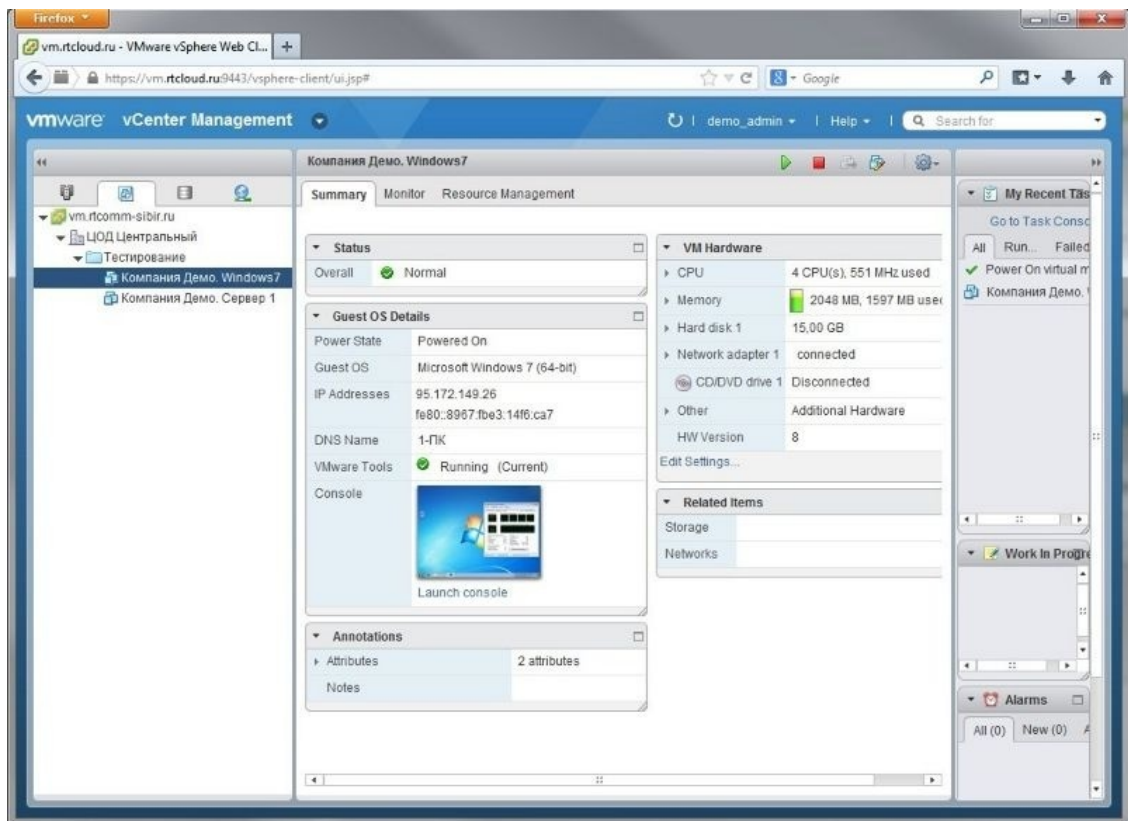 Firefox
vm.rtcloud.ru - VMware vSphere Web Cl...
https://vm.rtcloud.ru:9443/vsphere-client/ui.jsp#
Google
vmware vCenter Management
demo_admin
Help
Search for
Компания Демо. Windows7
Summary
Monitor
Resource Management
vm.rtcomm-sibir.ru
ЦОД Центральный
Тестирование
Компания Демо. Windows7
Компания Демо. Сервер 1
Status
Overall
Normal
Guest OS Details
Power State
Powered On
Guest OS
Microsoft Windows 7 (64-bit)
IP Addresses
95.172.149.26
fe80::8967:fbe3:14f6:ca7
DNS Name
1-ПК
VMware Tools
Running (Current)
Console
Launch console
Annotations
Attributes
2 attributes
Notes
VM Hardware
CPU
4 CPU(s), 551 MHz used
Memory
2048 MB, 1597 MB use
Hard disk 1
15,00 GB
Network adapter 1
connected
CD/DVD drive 1
Disconnected
Other
Additional Hardware
HW Version
8
Edit Settings...
Related Items
Storage
Networks
My Recent Tas
Go to Task Consc
All
Run...
Failed
Power On virtual m
Компания Демо.
Work In Progre
Alarms
All (0)
New (0)